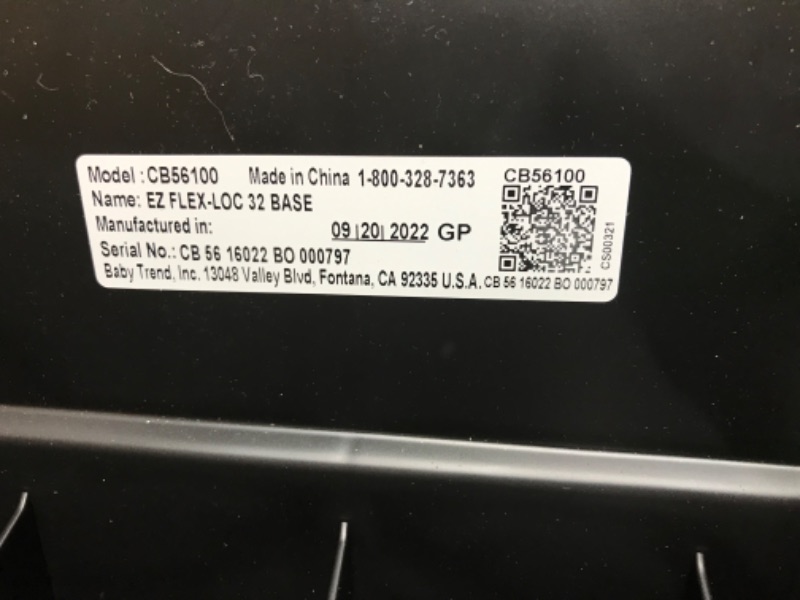 Model : CB56100 Made in China 1-800-328-7363 CB56100
Name: EZ FLEX-LOC 32 BASE
Manufactured in: 09 |20| 2022 GP
Serial No.: CB 56 16022 BO 000797
Baby Trend, Inc. 13048 Valley Blvd, Fontana, CA 92335 U.S.A. CB 56 16022 BO 000797
CS00321